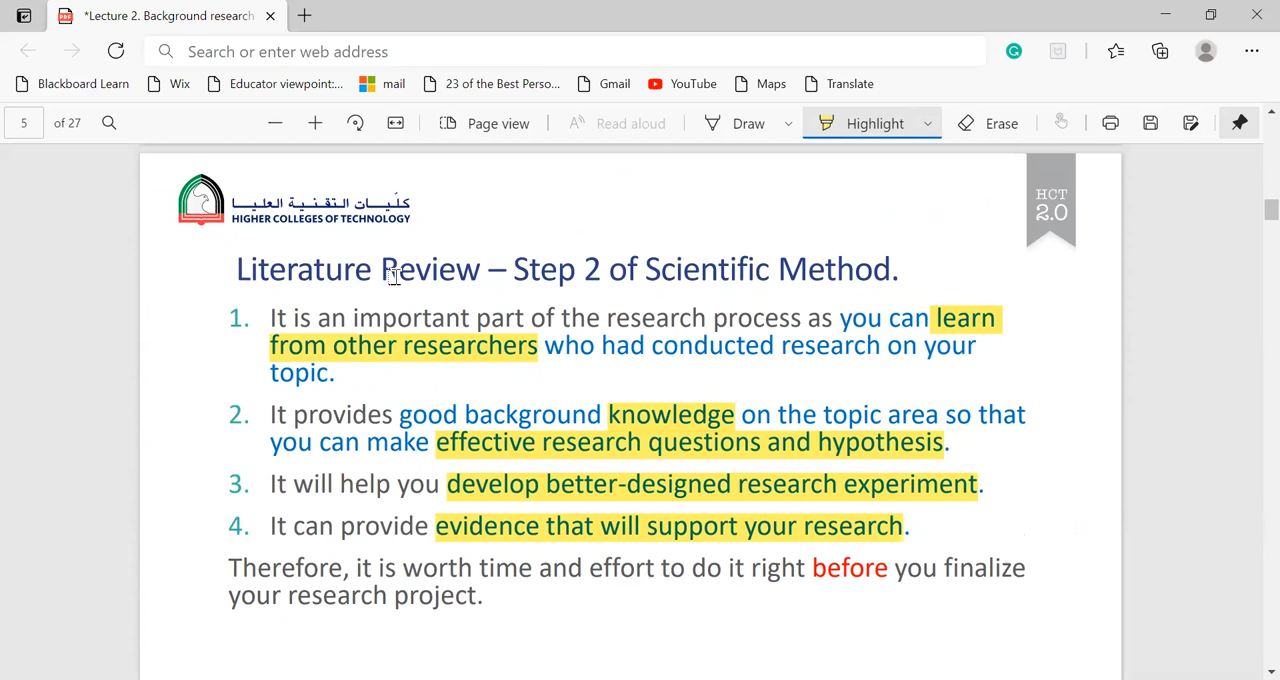 *Lecture 2. Background research
Search or enter web address
Blackboard Learn Wix Educator viewpoint:... mail 23 of the Best Perso... Gmail YouTube Maps Translate
5 of 27 Page view Read aloud Draw Highlight Erase
كليات التقنية العليا
HIGHER COLLEGES OF TECHNOLOGY
HCT
2.0
Literature Review – Step 2 of Scientific Method.
1. It is an important part of the research process as you can learn
from other researchers who had conducted research on your
topic.
2. It provides good background knowledge on the topic area so that
you can make effective research questions and hypothesis.
3. It will help you develop better-designed research experiment.
4. It can provide evidence that will support your research.
Therefore, it is worth time and effort to do it right before you finalize
your research project.